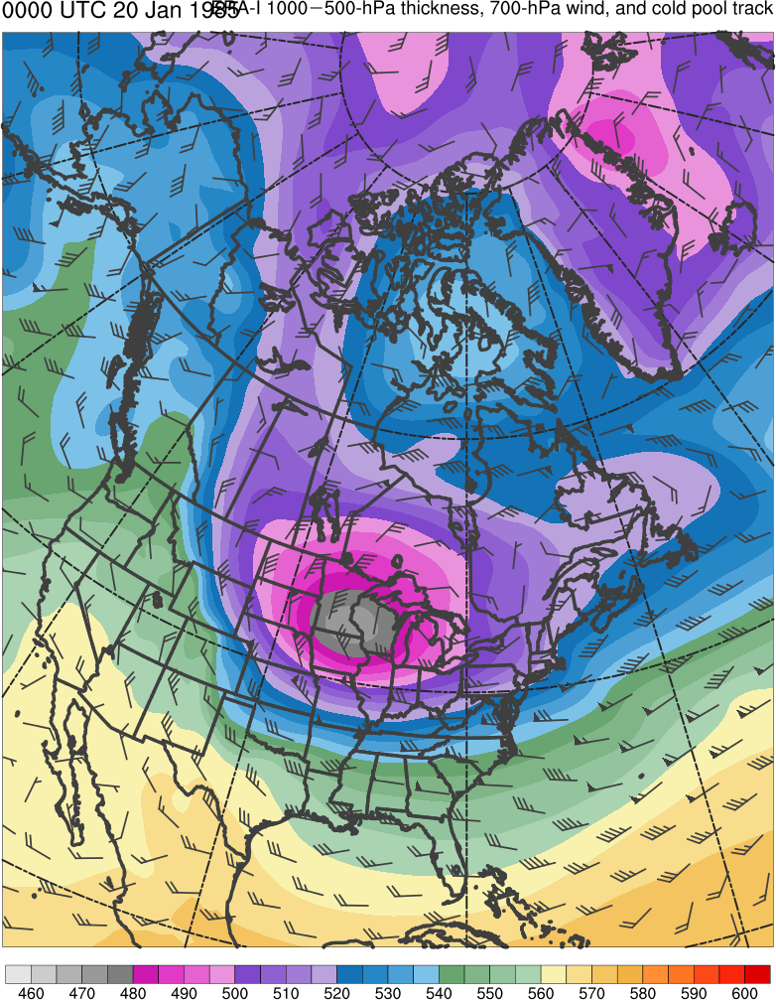 0000 UTC 20 Jan 1985
ERA-I 1000−500-hPa thickness, 700-hPa wind, and cold pool track
460 470 480 490 500 510 520 530 540 550 560 570 580 590 600